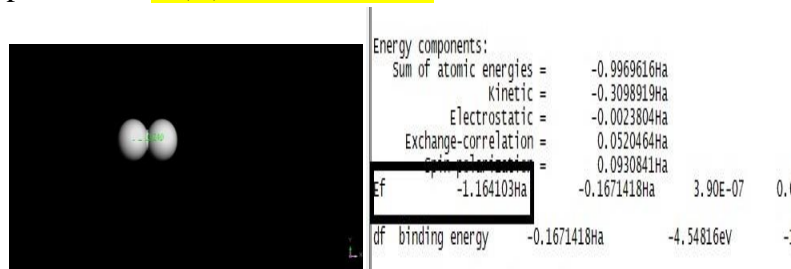 Energy components:
Sum of atomic energies = -0.9969616Ha
Kinetic = -0.3098919Ha
Electrostatic = -0.0023804Ha
Exchange-correlation = 0.0520464Ha
Spin polarization = 0.0930841Ha
Ef -1.164103Ha -0.1671418Ha 3.90E-07
df binding energy -0.1671418Ha -4.54816eV